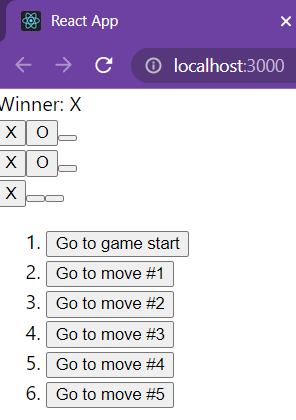 React App
localhost:3000
Winner: X
X O
X O
X
1. Go to game start
2. Go to move #1
3. Go to move #2
4. Go to move #3
5. Go to move #4
6. Go to move #5